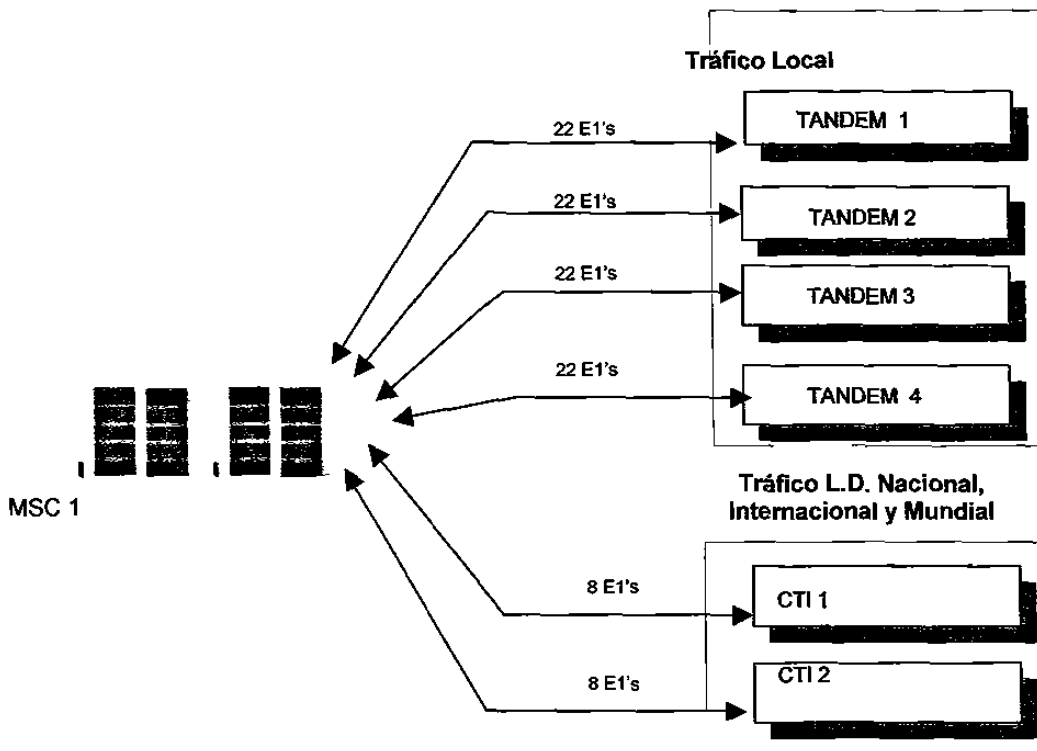 Tráfico Local
22 E1's
TANDEM 1
22 E1's
TANDEM 2
22 E1's
TANDEM 3
22 E1's
TANDEM 4
MSC 1
Tráfico L.D. Nacional,
Internacional y Mundial
8 E1's
CTI 1
8 E1's
CTI 2